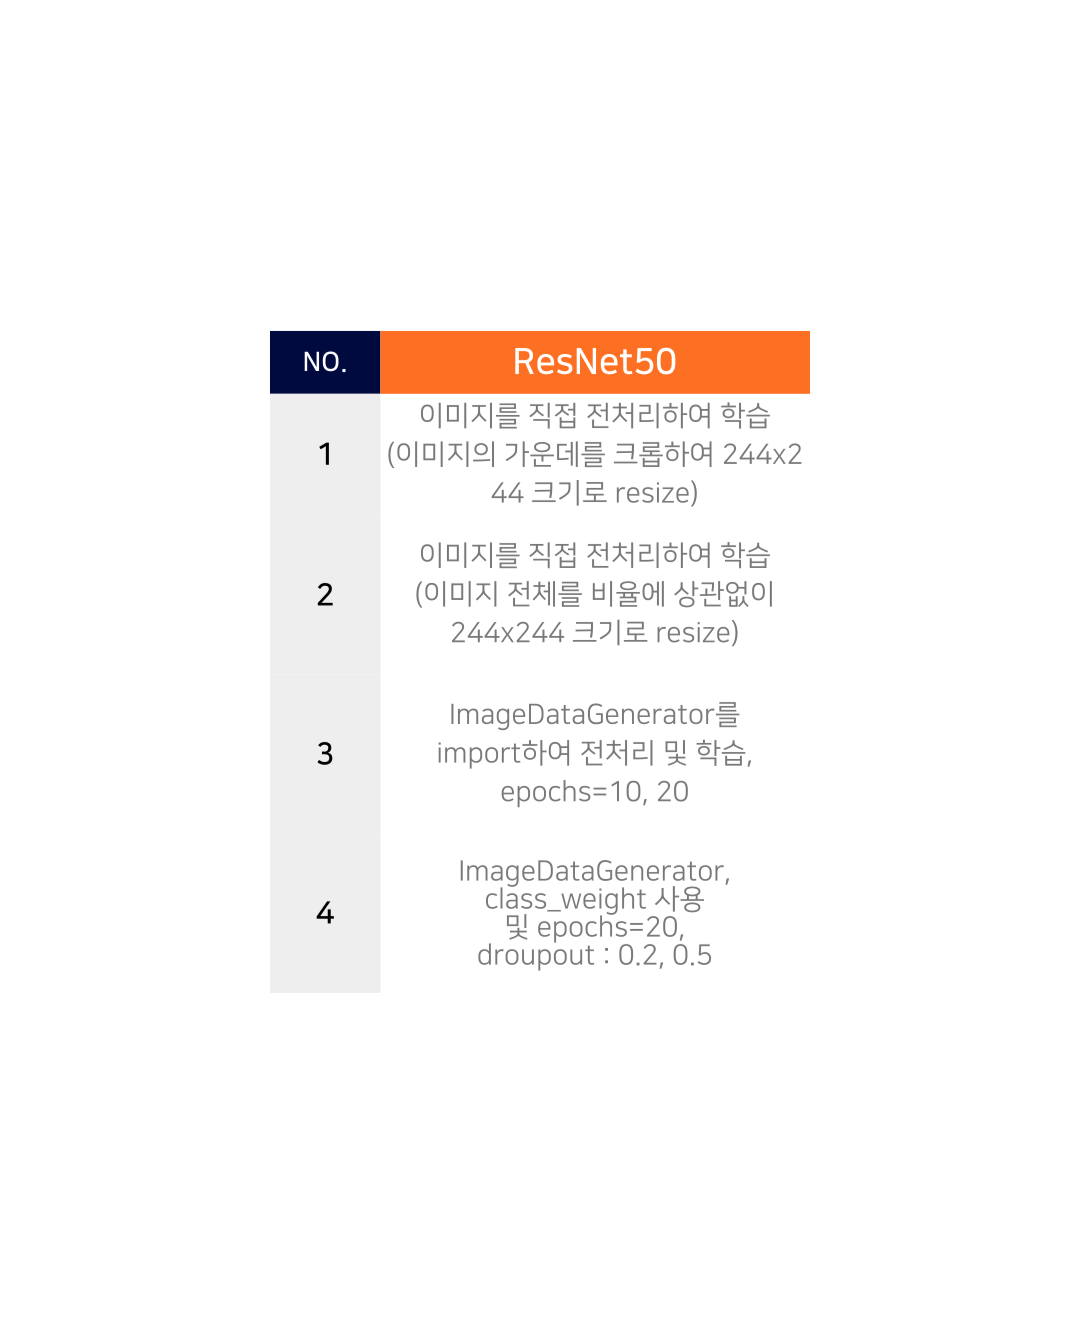 NO.
ResNet50
1
이미지를 직접 전처리하여 학습
(이미지의 가운데를 크롭하여 244x2
44 크기로 resize)
2
이미지를 직접 전처리하여 학습
(이미지 전체를 비율에 상관없이
244x244 크기로 resize)
3
ImageDataGenerator를
import하여 전처리 및 학습,
epochs=10, 20
4
ImageDataGenerator,
class_weight 사용
및 epochs=20,
droupout : 0.2, 0.5